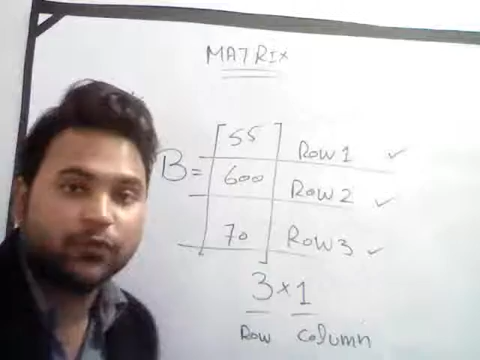 MATRIX
B = [ 55 ] Row 1 ✓
600 Row 2 ✓
70 Row 3 ✓
3 × 1
Row column